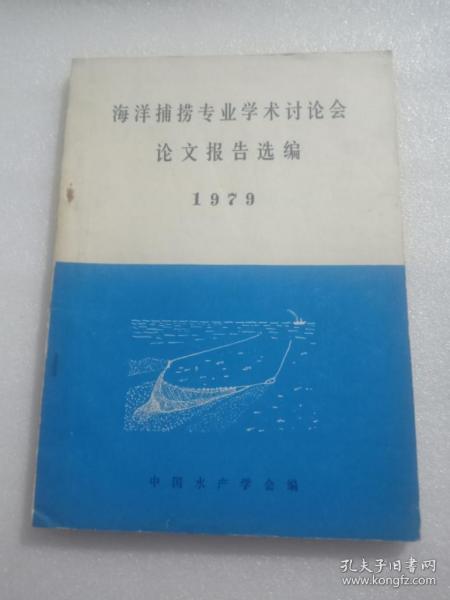 海洋捕捞专业学术讨论会
论文报告选编
1979
中国水产学会编
孔夫子旧书网
www.kongfz.com